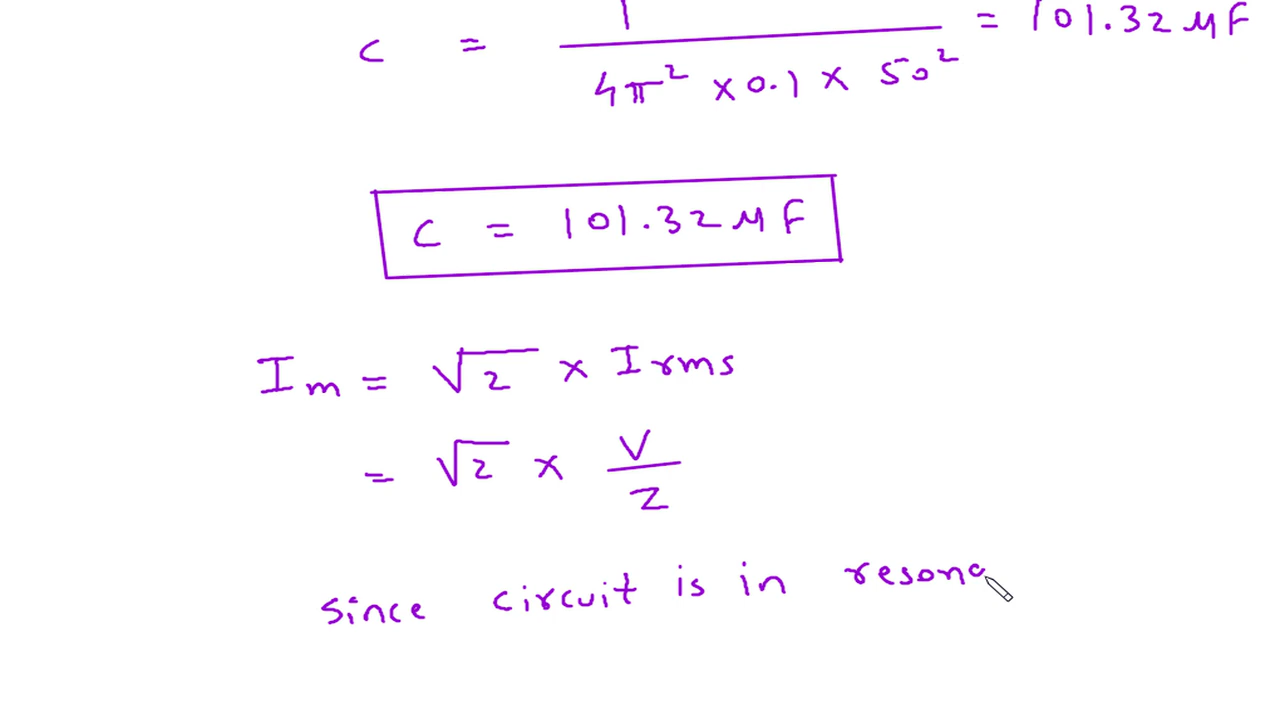 C = 1 / 4π² × 0.1 × 50² = 101.32 μF
C = 101.32 μF
Im = √2 × Irms
= √2 × V / Z
since circuit is in resona